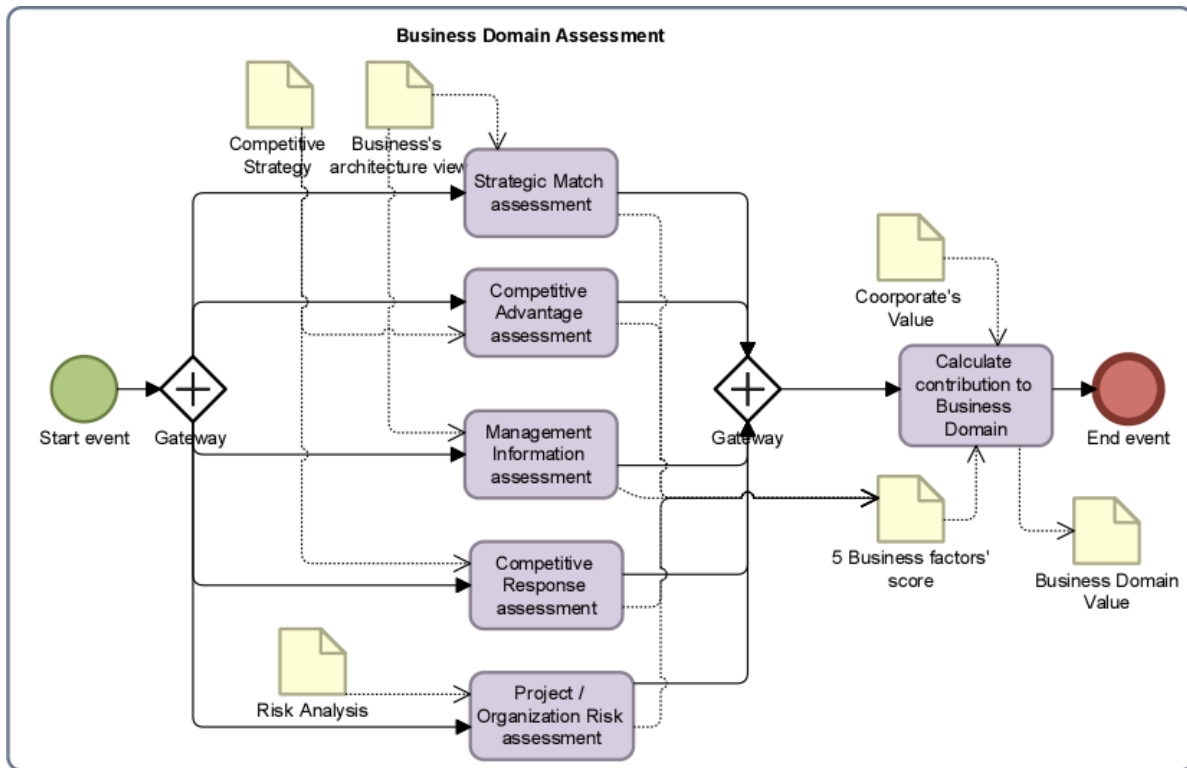 Business Domain Assessment
Competitive
Strategy
Business's
architecture view
Strategic Match
assessment
Competitive
Advantage
assessment
Coorporate's
Value
Start event
Gateway
Management
Information
assessment
Gateway
Calculate
contribution to
Business
Domain
End event
5 Business factors'
score
Business Domain
Value
Competitive
Response
assessment
Risk Analysis
Project /
Organization Risk
assessment